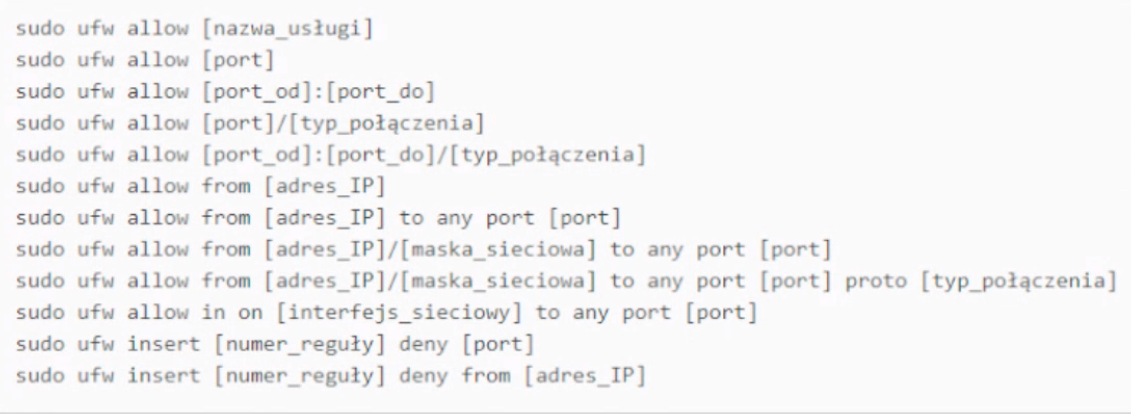 sudo ufw allow [nazwa_usługi]
sudo ufw allow [port]
sudo ufw allow [port_od]:[port_do]
sudo ufw allow [port]/[typ_połączenia]
sudo ufw allow [port_od]:[port_do]/[typ_połączenia]
sudo ufw allow from [adres_IP]
sudo ufw allow from [adres_IP] to any port [port]
sudo ufw allow from [adres_IP]/[maska_sieciowa] to any port [port]
sudo ufw allow from [adres_IP]/[maska_sieciowa] to any port [port] proto [typ_połączenia]
sudo ufw allow in on [interfejs_sieciowy] to any port [port]
sudo ufw insert [numer_reguły] deny [port]
sudo ufw insert [numer_reguły] deny from [adres_IP]